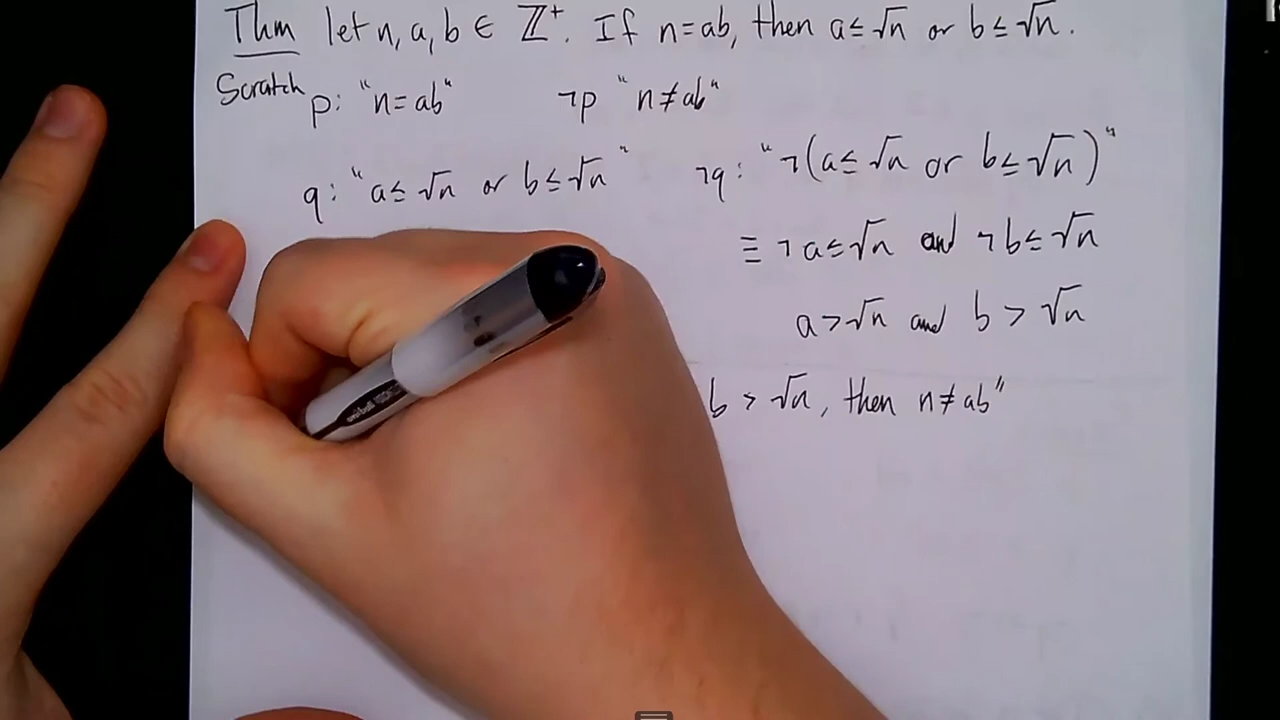 Thm let n, a, b ∈ ℤ⁺. If n=ab, then a≤√n or b≤√n.
Scratch
p: "n=ab" ¬p "n≠ab"
q: "a≤√n or b≤√n" ¬q: "¬(a≤√n or b≤√n)"
≡ ¬a≤√n and ¬b≤√n
a>√n and b>√n
b>√n, then n≠ab"